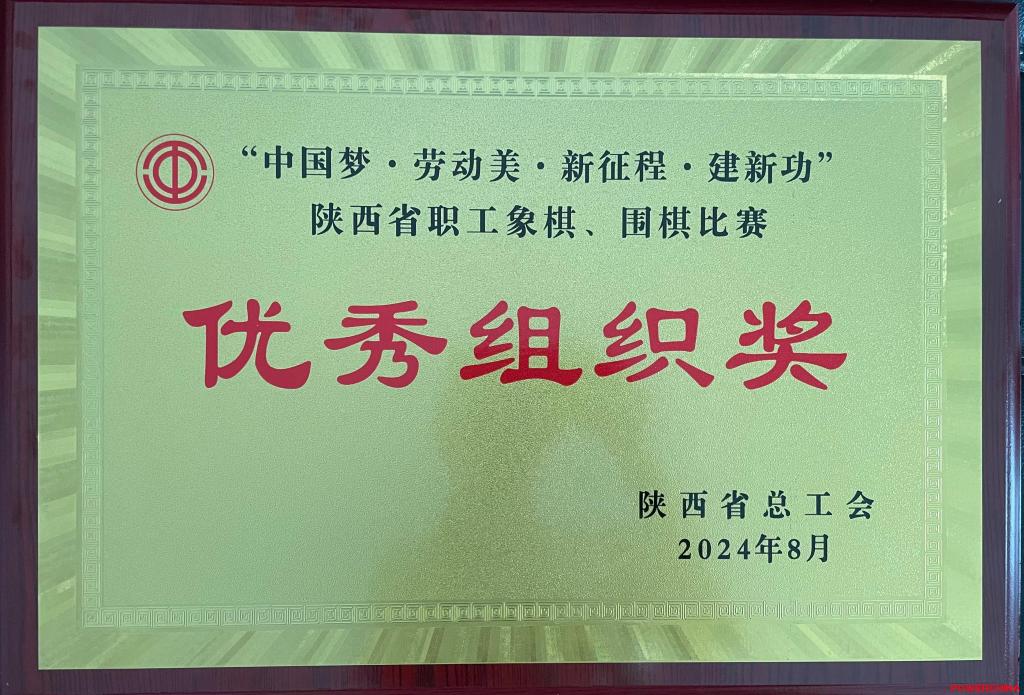 “中国梦·劳动美·新征程·建新功”
陕西省职工象棋、围棋比赛
优秀组织奖
陕西省总工会
2024年8月